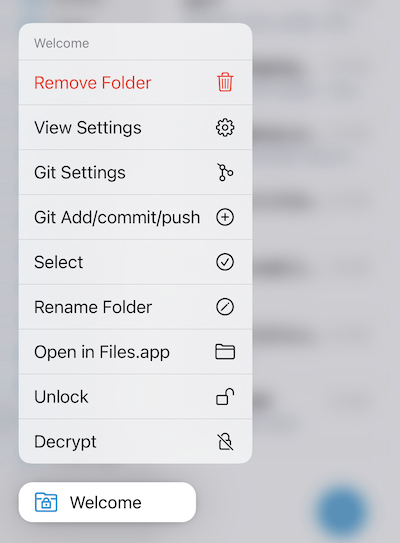 Welcome
Remove Folder
View Settings
Git Settings
Git Add/commit/push
Select
Rename Folder
Open in Files.app
Unlock
Decrypt
Welcome